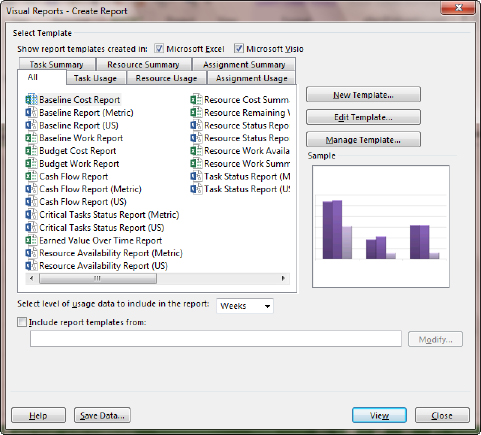 Visual Reports - Create Report
Select Template
Show report templates created in: Microsoft Excel Microsoft Visio
Task Summary Resource Summary Assignment Summary
All Task Usage Resource Usage Assignment Usage
Baseline Cost Report
Baseline Report (Metric)
Baseline Report (US)
Baseline Work Report
Budget Cost Report
Budget Work Report
Cash Flow Report
Cash Flow Report (Metric)
Cash Flow Report (US)
Critical Tasks Status Report (Metric)
Critical Tasks Status Report (US)
Earned Value Over Time Report
Resource Availability Report (Metric)
Resource Availability Report (US)
Resource Cost Summa
Resource Remaining W
Resource Status Repo
Resource Status Repo
Resource Work Availa
Resource Work Summ
Task Status Report (M
Task Status Report (US
New Template...
Edit Template...
Manage Template...
Sample
Select level of usage data to include in the report: Weeks
Include report templates from:
Modify...
Help Save Data... View Close